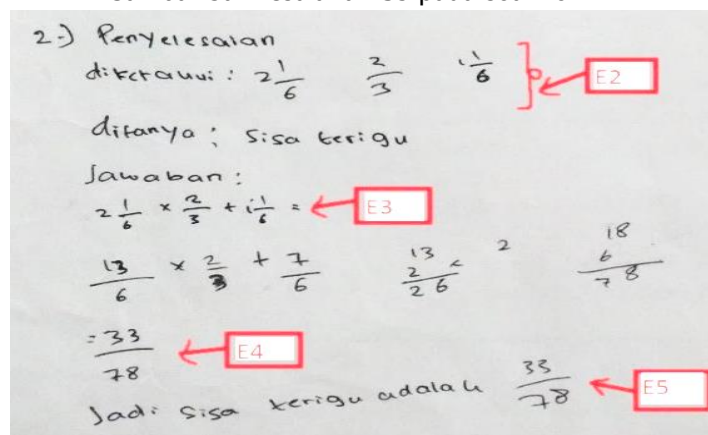 2.) Penyelesaian
diketahui : 2 1/6 2/3 1 1/6 E2
ditanya : sisa terigu
Jawaban :
2 1/6 × 2/3 + 1 1/6 = E3
13/6 × 2/3 + 7/6
13
2 × 2
26
18
6
78
= 33/78 E4
Jadi sisa terigu adalah 33/78 E5